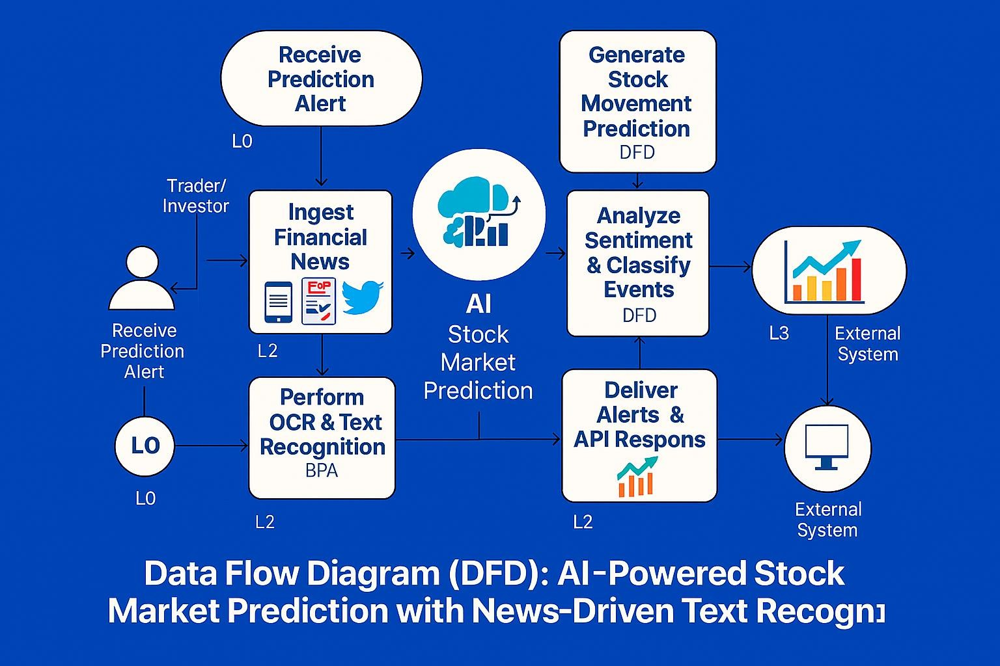 Receive
Prediction
Alert
L0
Generate
Stock
Movement
Prediction
DFD
Trader/
Investor
Ingest
Financial
News
FoP
L2
Receive
Prediction
Alert
L0
L0
Perform
OCR & Text
Recognition
BPA
L2
AI
Stock
Market
Prediction
Analyze
Sentiment
& Classify
Events
DFD
L3
External
System
Deliver
Alerts &
API Respons
L2
External
System
Data Flow Diagram (DFD): AI-Powered Stock
Market Prediction with News-Driven Text Recogn